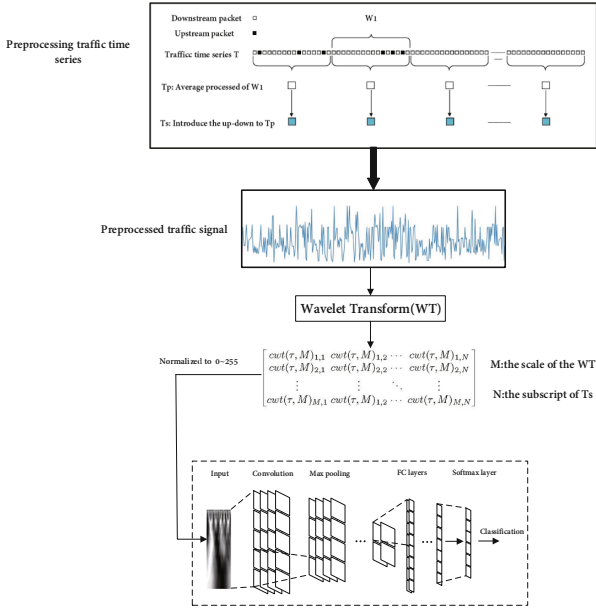 Downstream packet
W1
Upstream packet
Preprocessing traffic time
series
Trafficc time series T
Tp: Average processed of W1
Ts: Introduce the up-down to Tp
Preprocessed traffic signal
Wavelet Transform(WT)
Normalized to 0~255
cwt(τ, M)1,1 cwt(τ, M)1,2 ··· cwt(τ, M)1,N
cwt(τ, M)2,1 cwt(τ, M)2,2 ··· cwt(τ, M)2,N
⋮ ⋮ ⋱ ⋮
cwt(τ, M)M,1 cwt(τ, M)1,2 ··· cwt(τ, M)M,N
M:the scale of the WT
N:the subscript of Ts
Input
Convolution
Max pooling
FC layers
Softmax layer
... ...
Classification